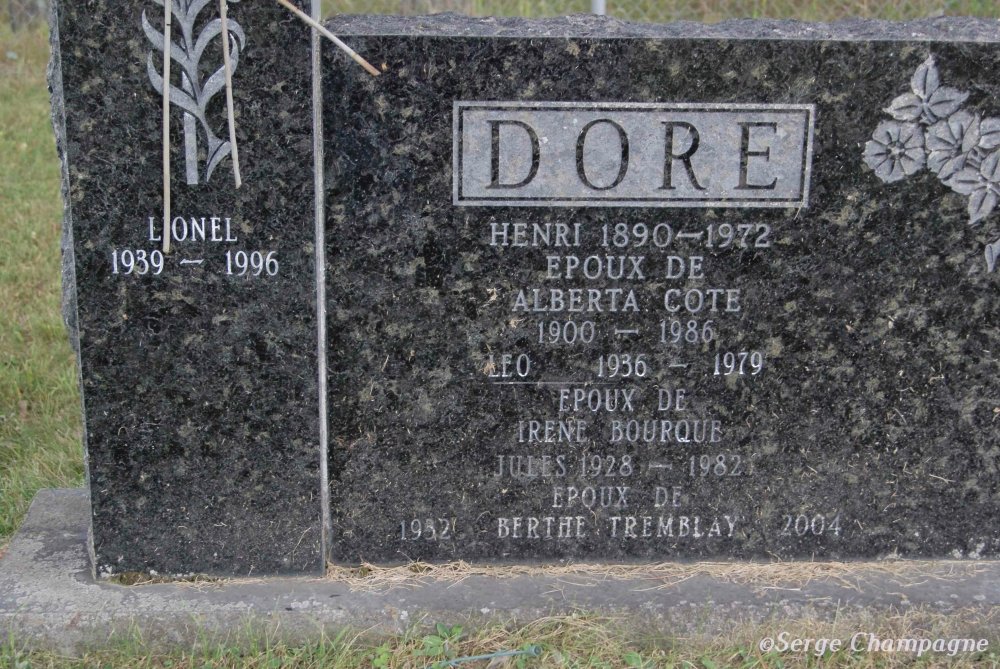 LIONEL
1939 – 1996
DORE
HENRI 1890–1972
EPOUX DE
ALBERTA COTE
1900 – 1986
LEO 1936 – 1979
EPOUX DE
IRENE BOURQUE
JULES 1928 – 1982
EPOUX DE
1932 BERTHE TREMBLAY 2004
©Serge Champagne